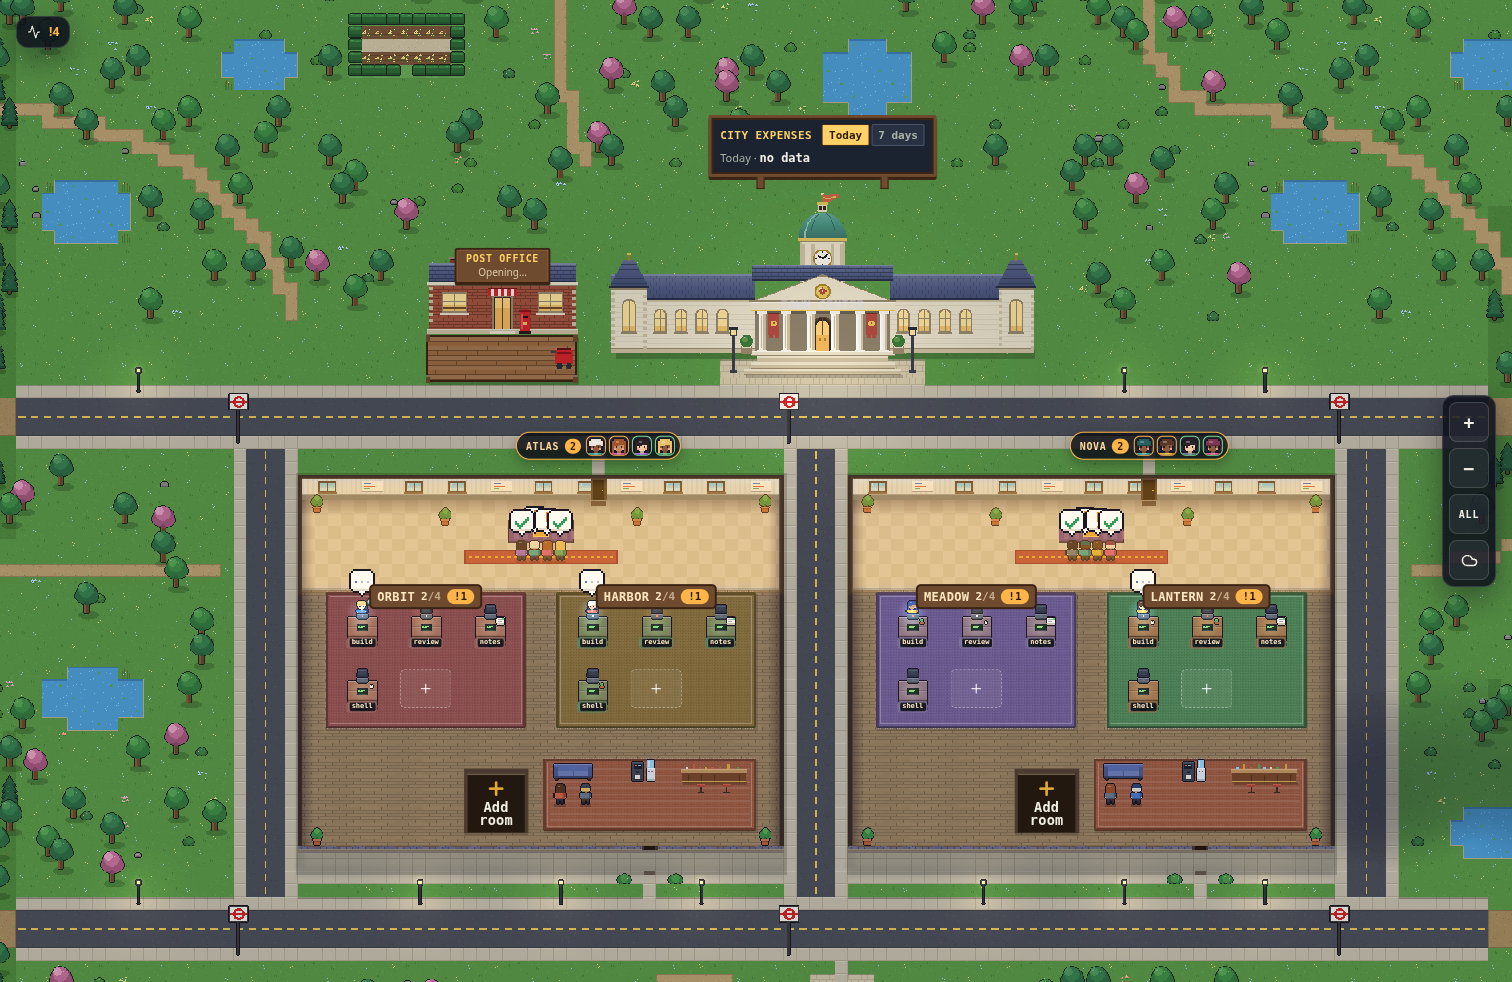 !4
CITY EXPENSES Today 7 days
Today · no data
POST OFFICE
Opening...
ATLAS 2
NOVA 2
+
−
ALL
ORBIT 2/4 !1
HARBOR 2/4 !1
MEADOW 2/4 !1
LANTERN 2/4 !1
build review notes
build review notes
build review notes
build review notes
shell +
shell +
shell +
shell +
+
Add
room
+
Add
room